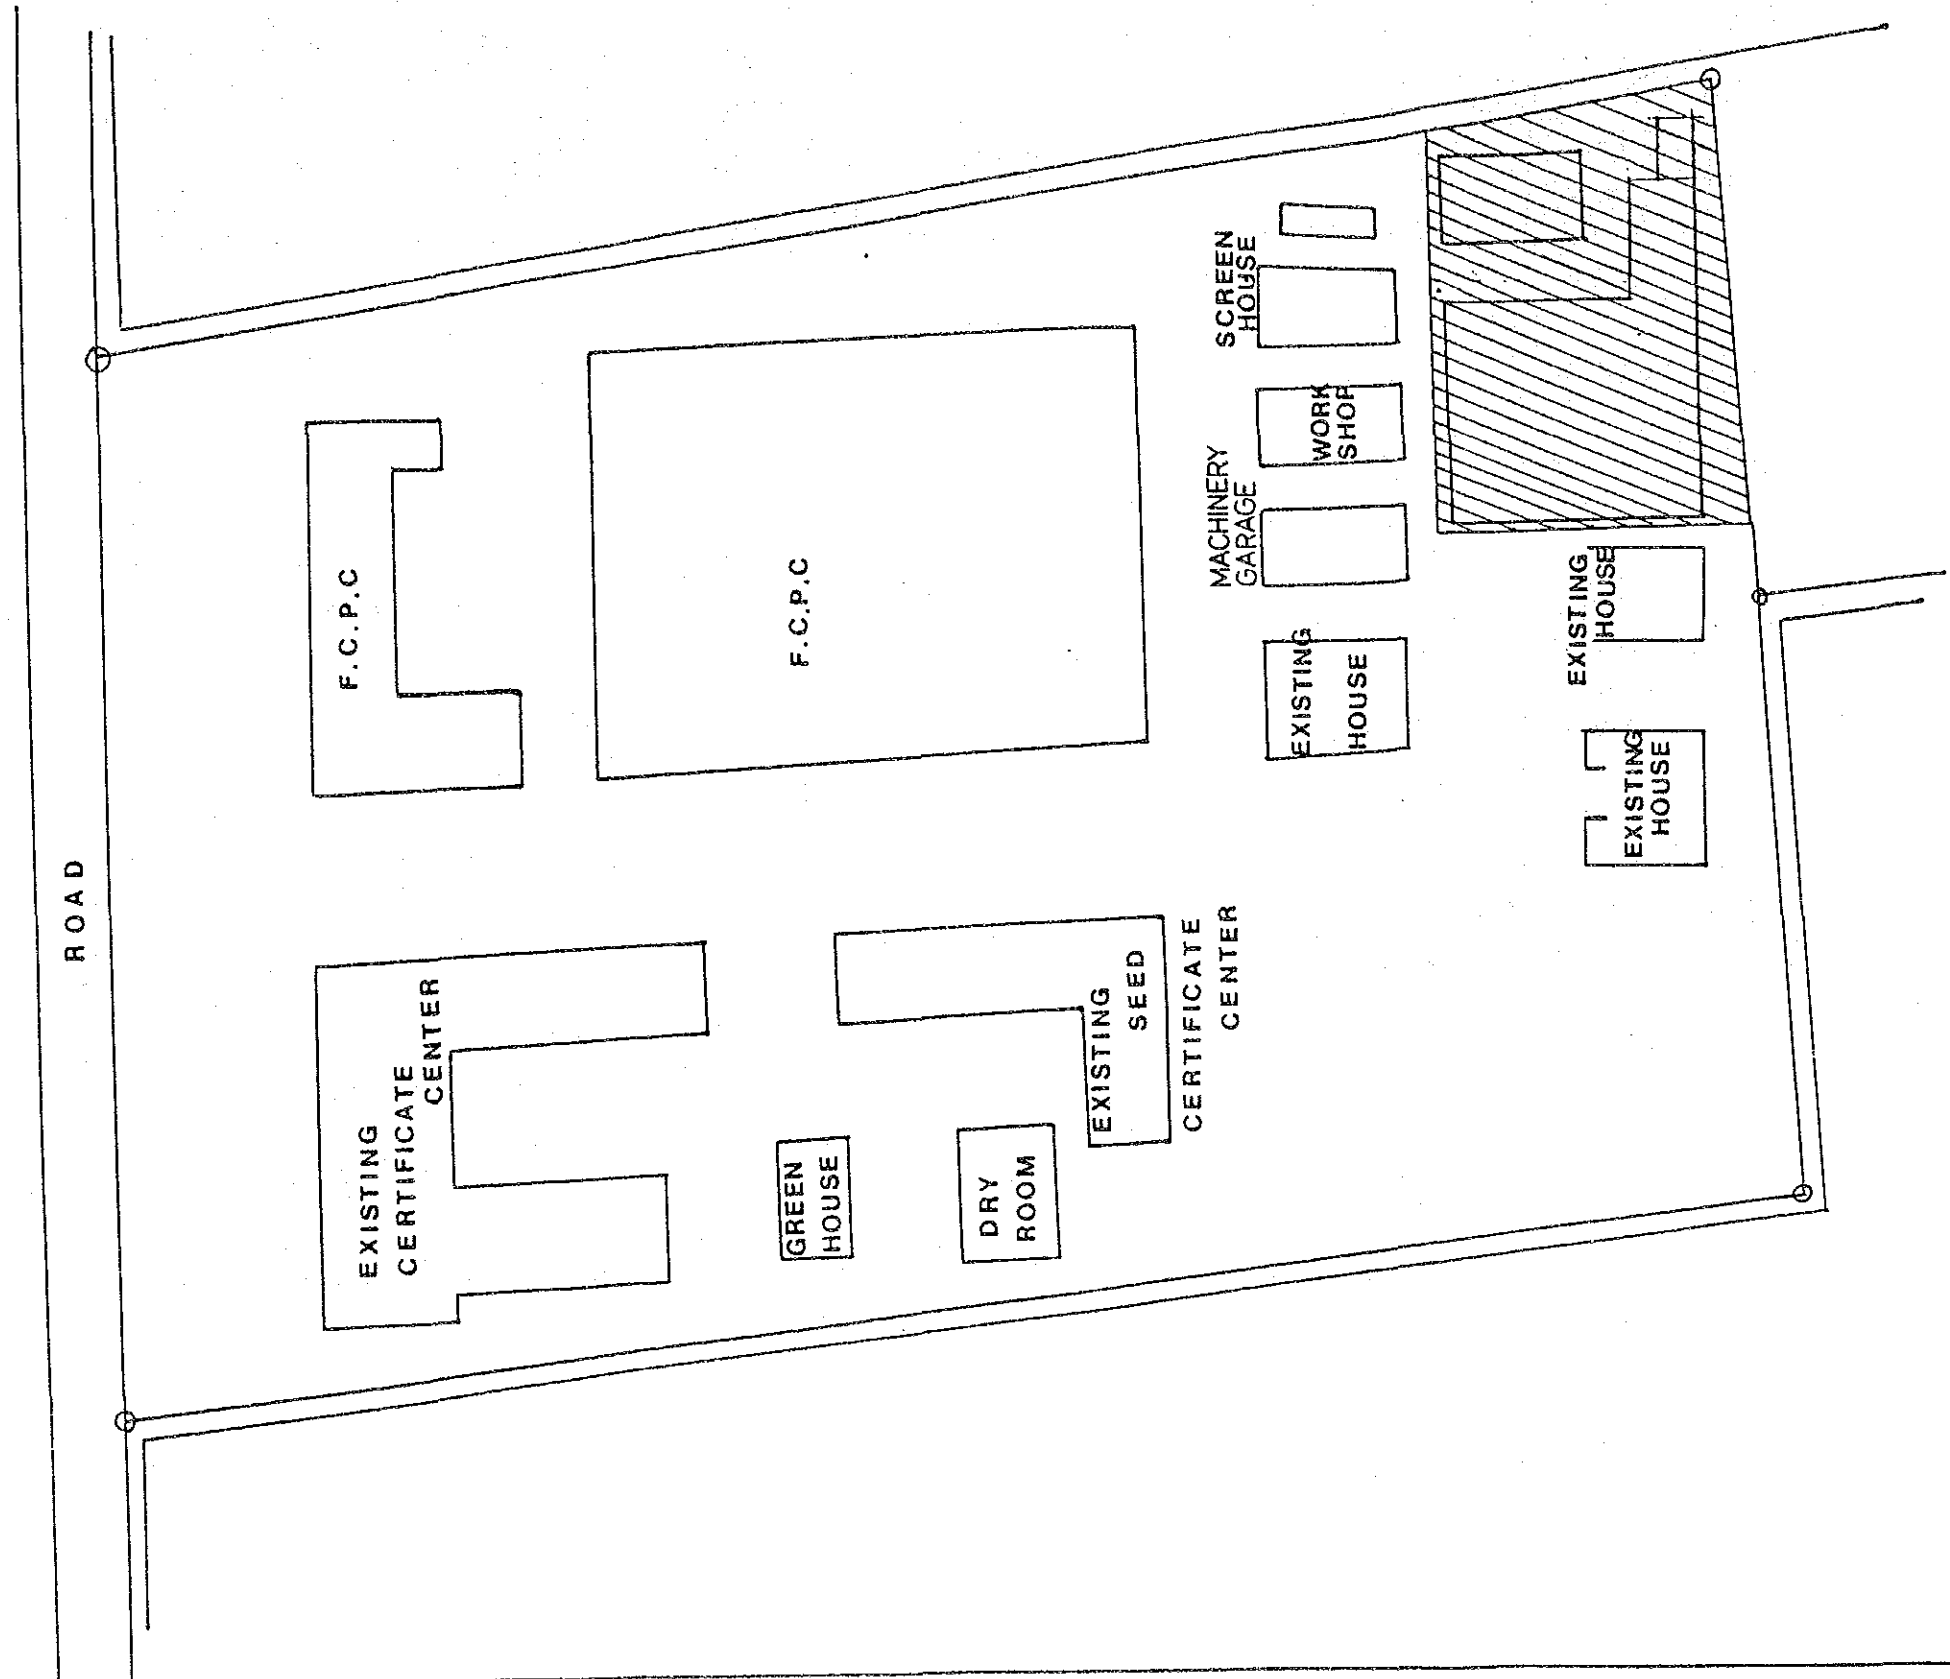 ROAD
F.C.P.C
F.C.P.C
SCREEN
HOUSE
WORK
SHOP
MACHINERY
GARAGE
EXISTING
HOUSE
EXISTING
HOUSE
EXISTING
HOUSE
EXISTING
CERTIFICATE
CENTER
GREEN
HOUSE
DRY
ROOM
EXISTING
SEED
CERTIFICATE
CENTER